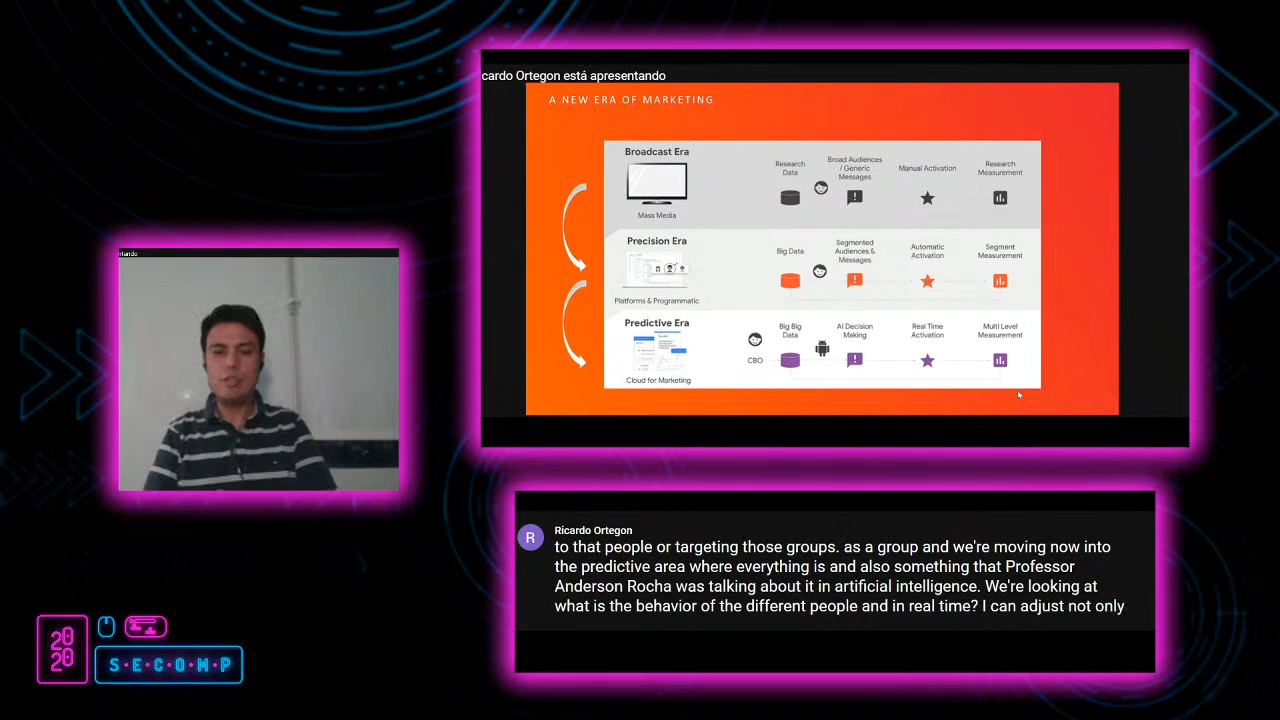 cardo Ortegon está apresentando
A NEW ERA OF MARKETING
Broadcast Era
Mass Media
Research
Data
Broad Audiences
/ Generic
Messages
Manual Activation
Research
Measurement
Precision Era
Platforms & Programmatic
Big Data
Segmented
Audiences &
Messages
Automatic
Activation
Segment
Measurement
Predictive Era
Cloud for Marketing
CBO
Big Big
Data
AI Decision
Making
Real Time
Activation
Multi Level
Measurement
ntando
R
Ricardo Ortegon
to that people or targeting those groups. as a group and we're moving now into
the predictive area where everything is and also something that Professor
Anderson Rocha was talking about it in artificial intelligence. We're looking at
what is the behavior of the different people and in real time? I can adjust not only
20
20
S·E·C·O·M·P